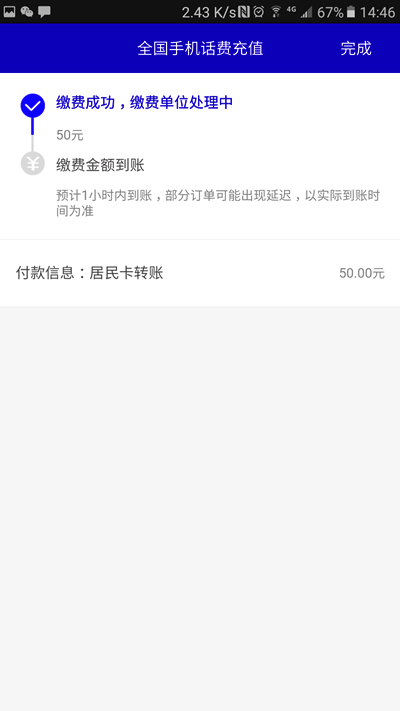 2.43 K/s 4G 67% 14:46
全国手机话费充值 完成
缴费成功，缴费单位处理中
50元
缴费金额到账
预计1小时内到账，部分订单可能出现延迟，以实际到账时
间为准
付款信息：居民卡转账 50.00元